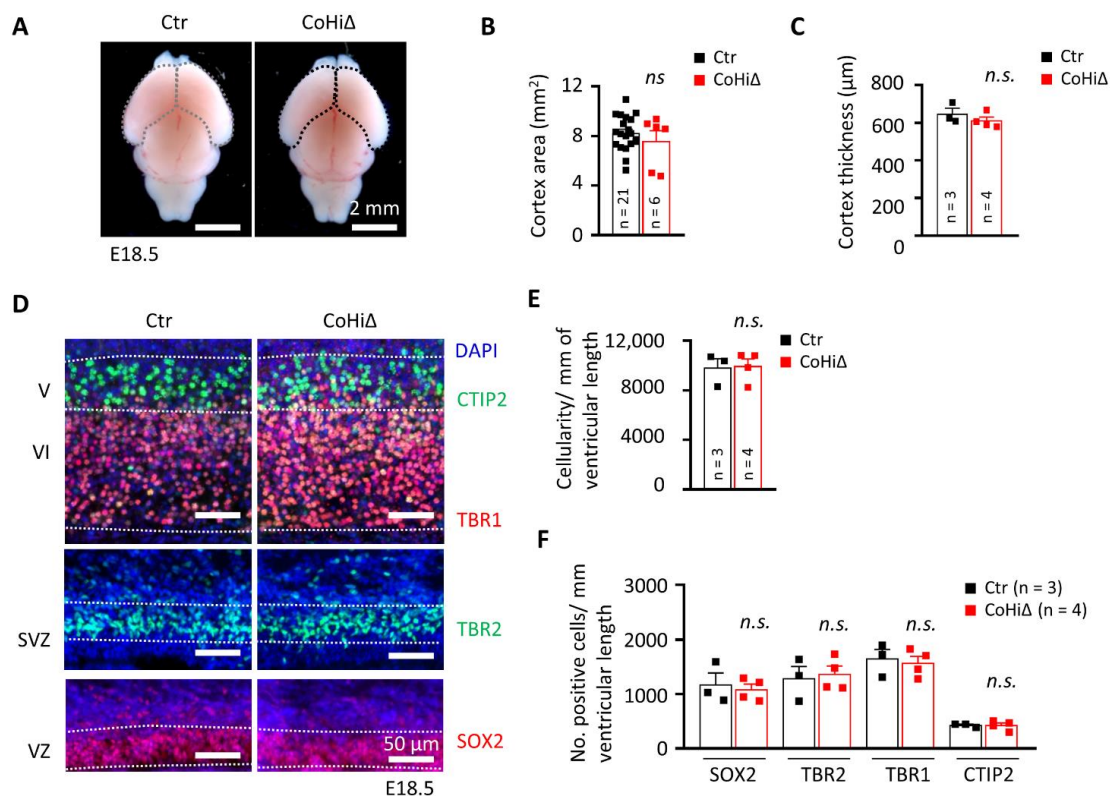 A
Ctr
CoHiΔ
2 mm
E18.5
B
Ctr
CoHiΔ
ns
Cortex area (mm²)
12
8
4
0
n = 21
n = 6
C
Ctr
CoHiΔ
n.s.
Cortex thickness (µm)
800
600
400
200
0
n = 3
n = 4
D
Ctr
CoHiΔ
DAPI
V
CTIP2
VI
TBR1
SVZ
TBR2
VZ
50 µm
SOX2
E18.5
E
n.s.
Ctr
CoHiΔ
Cellularity/ mm of
ventricular length
12,000
8000
4000
0
n = 3
n = 4
F
No. positive cells/ mm
ventricular length
3000
2000
1000
0
Ctr (n = 3)
CoHiΔ (n = 4)
n.s.
n.s.
n.s.
n.s.
SOX2
TBR2
TBR1
CTIP2